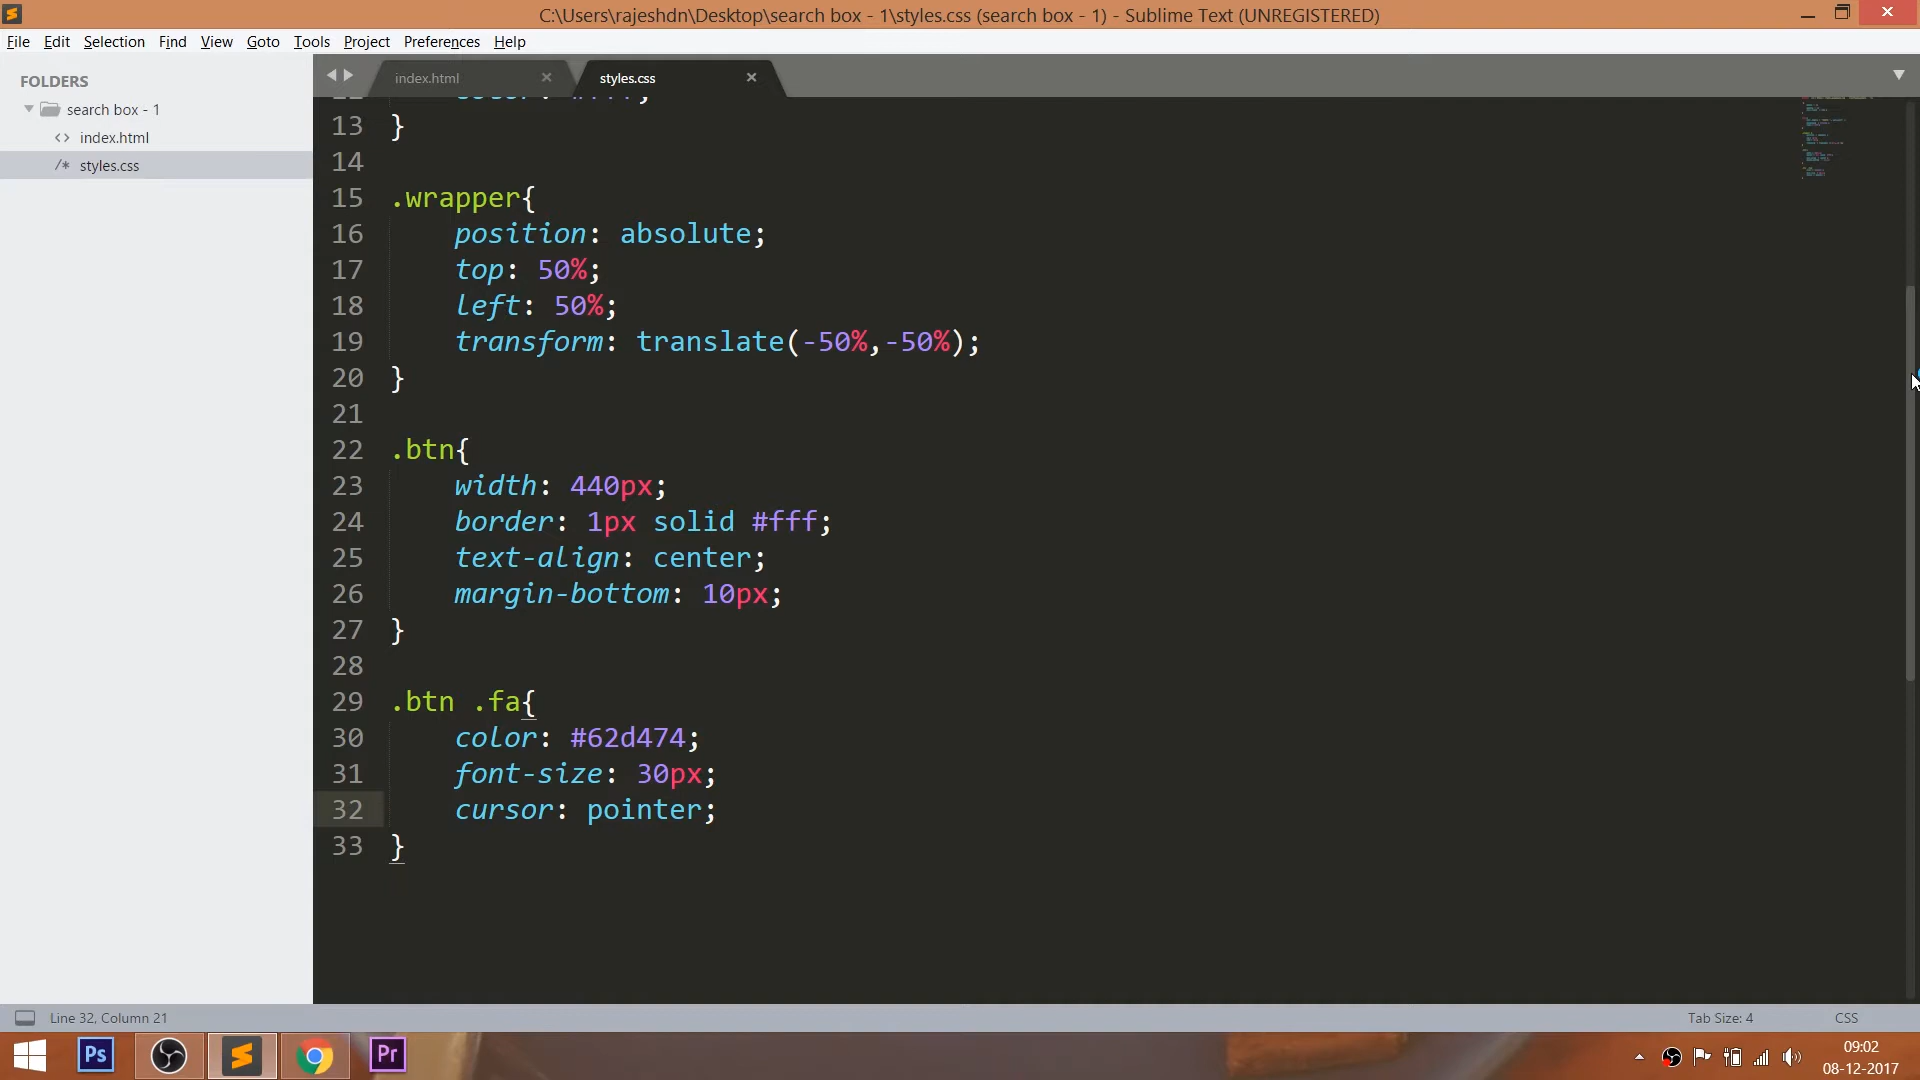 C:\Users\rajeshdn\Desktop\search box - 1\styles.css (search box - 1) - Sublime Text (UNREGISTERED)
File Edit Selection Find View Goto Tools Project Preferences Help
FOLDERS
search box - 1
<> index.html
/* styles.css
index.html × styles.css ×
13 }
14
15 .wrapper{
16 position: absolute;
17 top: 50%;
18 left: 50%;
19 transform: translate(-50%,-50%);
20 }
21
22 .btn{
23 width: 440px;
24 border: 1px solid #fff;
25 text-align: center;
26 margin-bottom: 10px;
27 }
28
29 .btn .fa{
30 color: #62d474;
31 font-size: 30px;
32 cursor: pointer;
33 }
Line 32, Column 21 Tab Size: 4 CSS
Ps Pr
09:02
08-12-2017